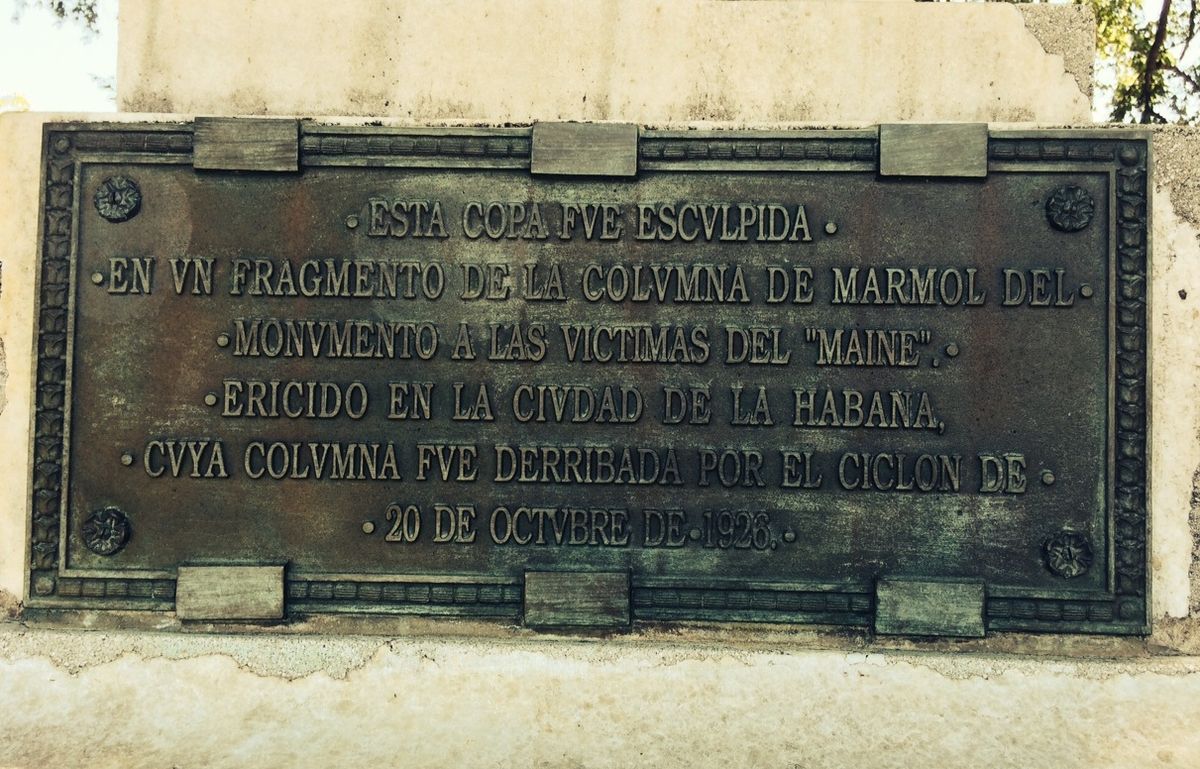 · ESTA COPA FVE ESCVLPIDA ·
· EN VN FRAGMENTO DE LA COLVMNA DE MARMOL DEL ·
· MONVMENTO A LAS VICTIMAS DEL "MAINE". ·
· ERICIDO EN LA CIVDAD DE LA HABANA,
· CVYA COLVMNA FVE DERRIBADA POR EL CICLON DE ·
· 20 DE OCTVBRE DE · 1926. ·